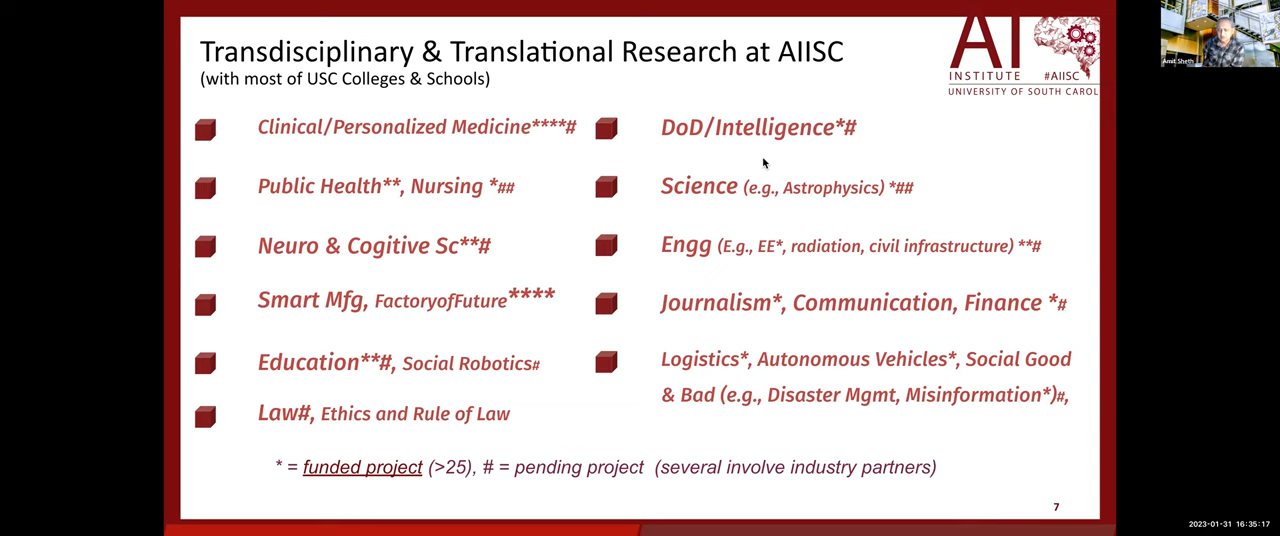 Transdisciplinary & Translational Research at AIISC
(with most of USC Colleges & Schools)
AI
INSTITUTE #AIISC
UNIVERSITY OF SOUTH CAROL
Amit Sheth
Clinical/Personalized Medicine****#
Public Health**, Nursing *##
Neuro & Cogitive Sc**#
Smart Mfg, FactoryofFuture****
Education**#, Social Robotics#
Law#, Ethics and Rule of Law
DoD/Intelligence*#
Science (e.g., Astrophysics) *##
Engg (E.g., EE*, radiation, civil infrastructure) **#
Journalism*, Communication, Finance *#
Logistics*, Autonomous Vehicles*, Social Good
& Bad (e.g., Disaster Mgmt, Misinformation*)#,
* = funded project (>25), # = pending project (several involve industry partners)
7
2023-01-31 16:35:17